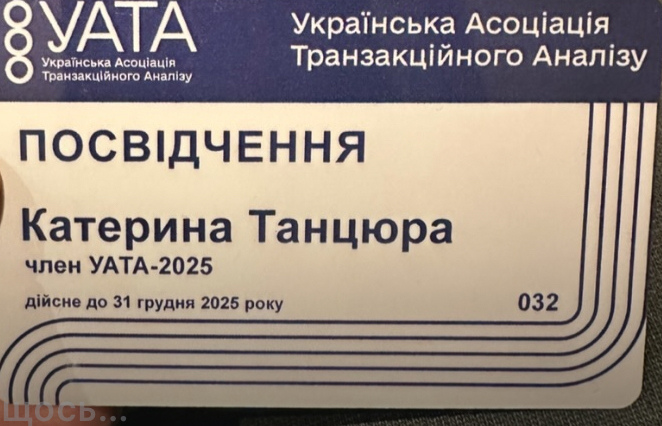 УАТА
Українська Асоціація
Транзакційного Аналізу
Українська Асоціація
Транзакційного Аналізу
ПОСВІДЧЕННЯ
Катерина Танцюра
член УАТА-2025
дійсне до 31 грудня 2025 року
032
щось...